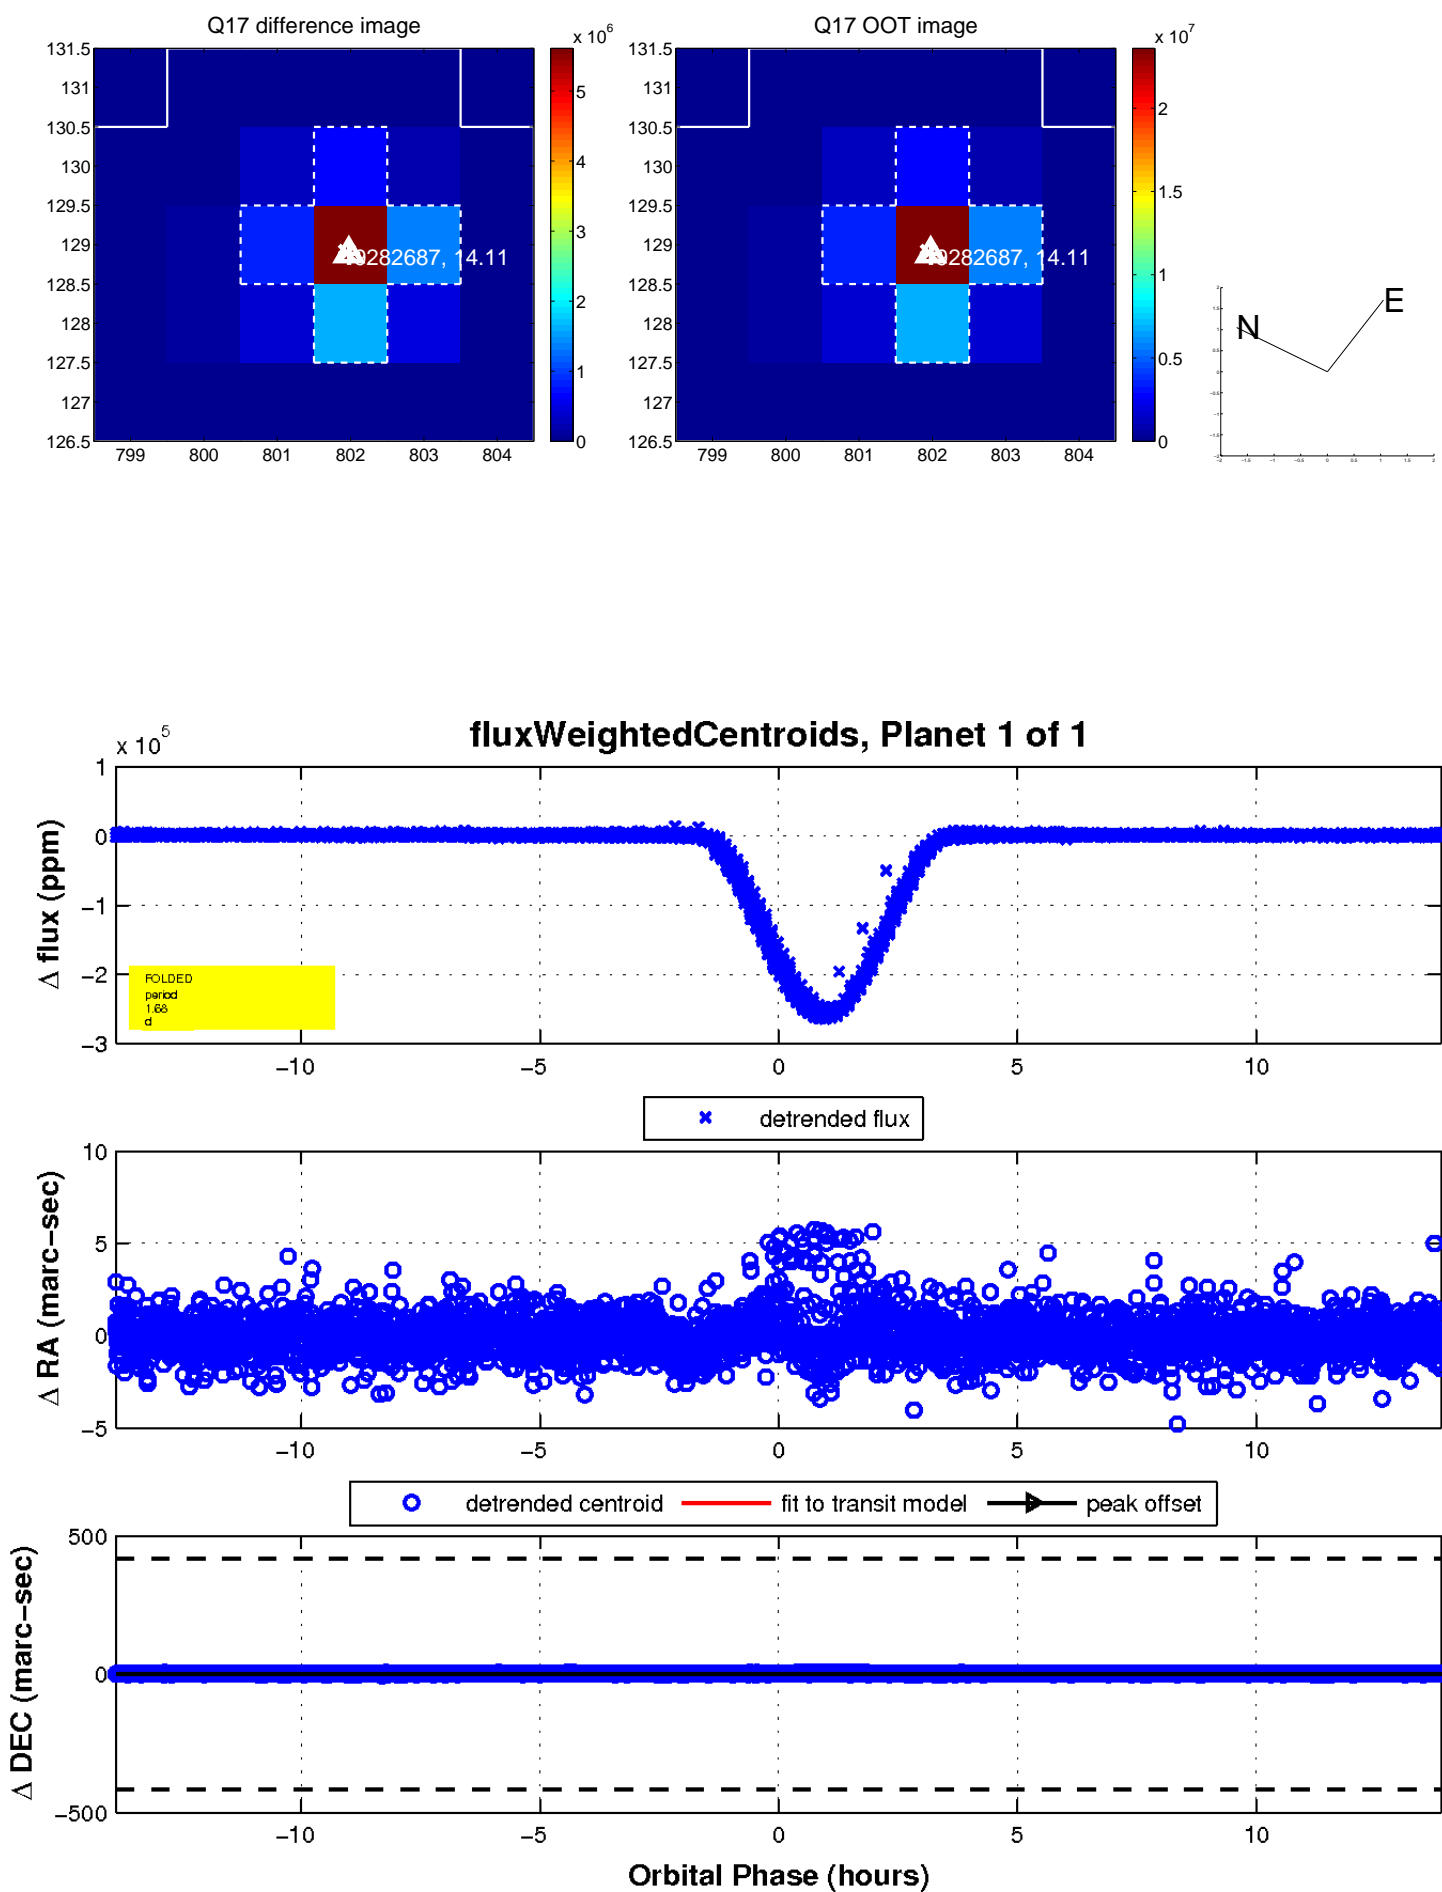 Q17 difference image
Q17 OOT image
x 10^6
x 10^7
131.5
131
130.5
130
129.5
129
128.5
128
127.5
127
126.5
799 800 801 802 803 804
5
4
3
2
1
0
282687, 14.11
131.5
131
130.5
130
129.5
129
128.5
128
127.5
127
126.5
799 800 801 802 803 804
2
1.5
1
0.5
0
282687, 14.11
N
E
fluxWeightedCentroids, Planet 1 of 1
x 10^5
Δ flux (ppm)
1
0
−1
−2
−3
FOLDED
period
1.68
d
−10 −5 0 5 10
detrended flux
Δ RA (marc−sec)
10
5
0
−5
−10 −5 0 5 10
detrended centroid fit to transit model peak offset
Δ DEC (marc−sec)
500
0
−500
−10 −5 0 5 10
Orbital Phase (hours)